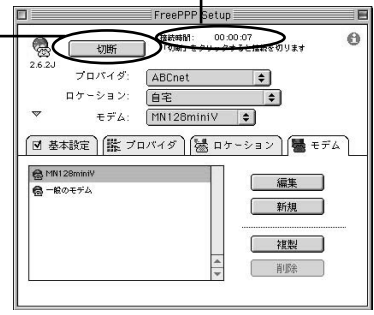 FreePPP Setup
接続時間: 00:00:07
切断
「切断」をクリックすると接続を切ります
2.6.2J
プロバイダ: ABCnet
ロケーション: 自宅
モデム: MN128miniV
基本設定 プロバイダ ロケーション モデム
MN128miniV
一般のモデム
編集
新規
複製
削除